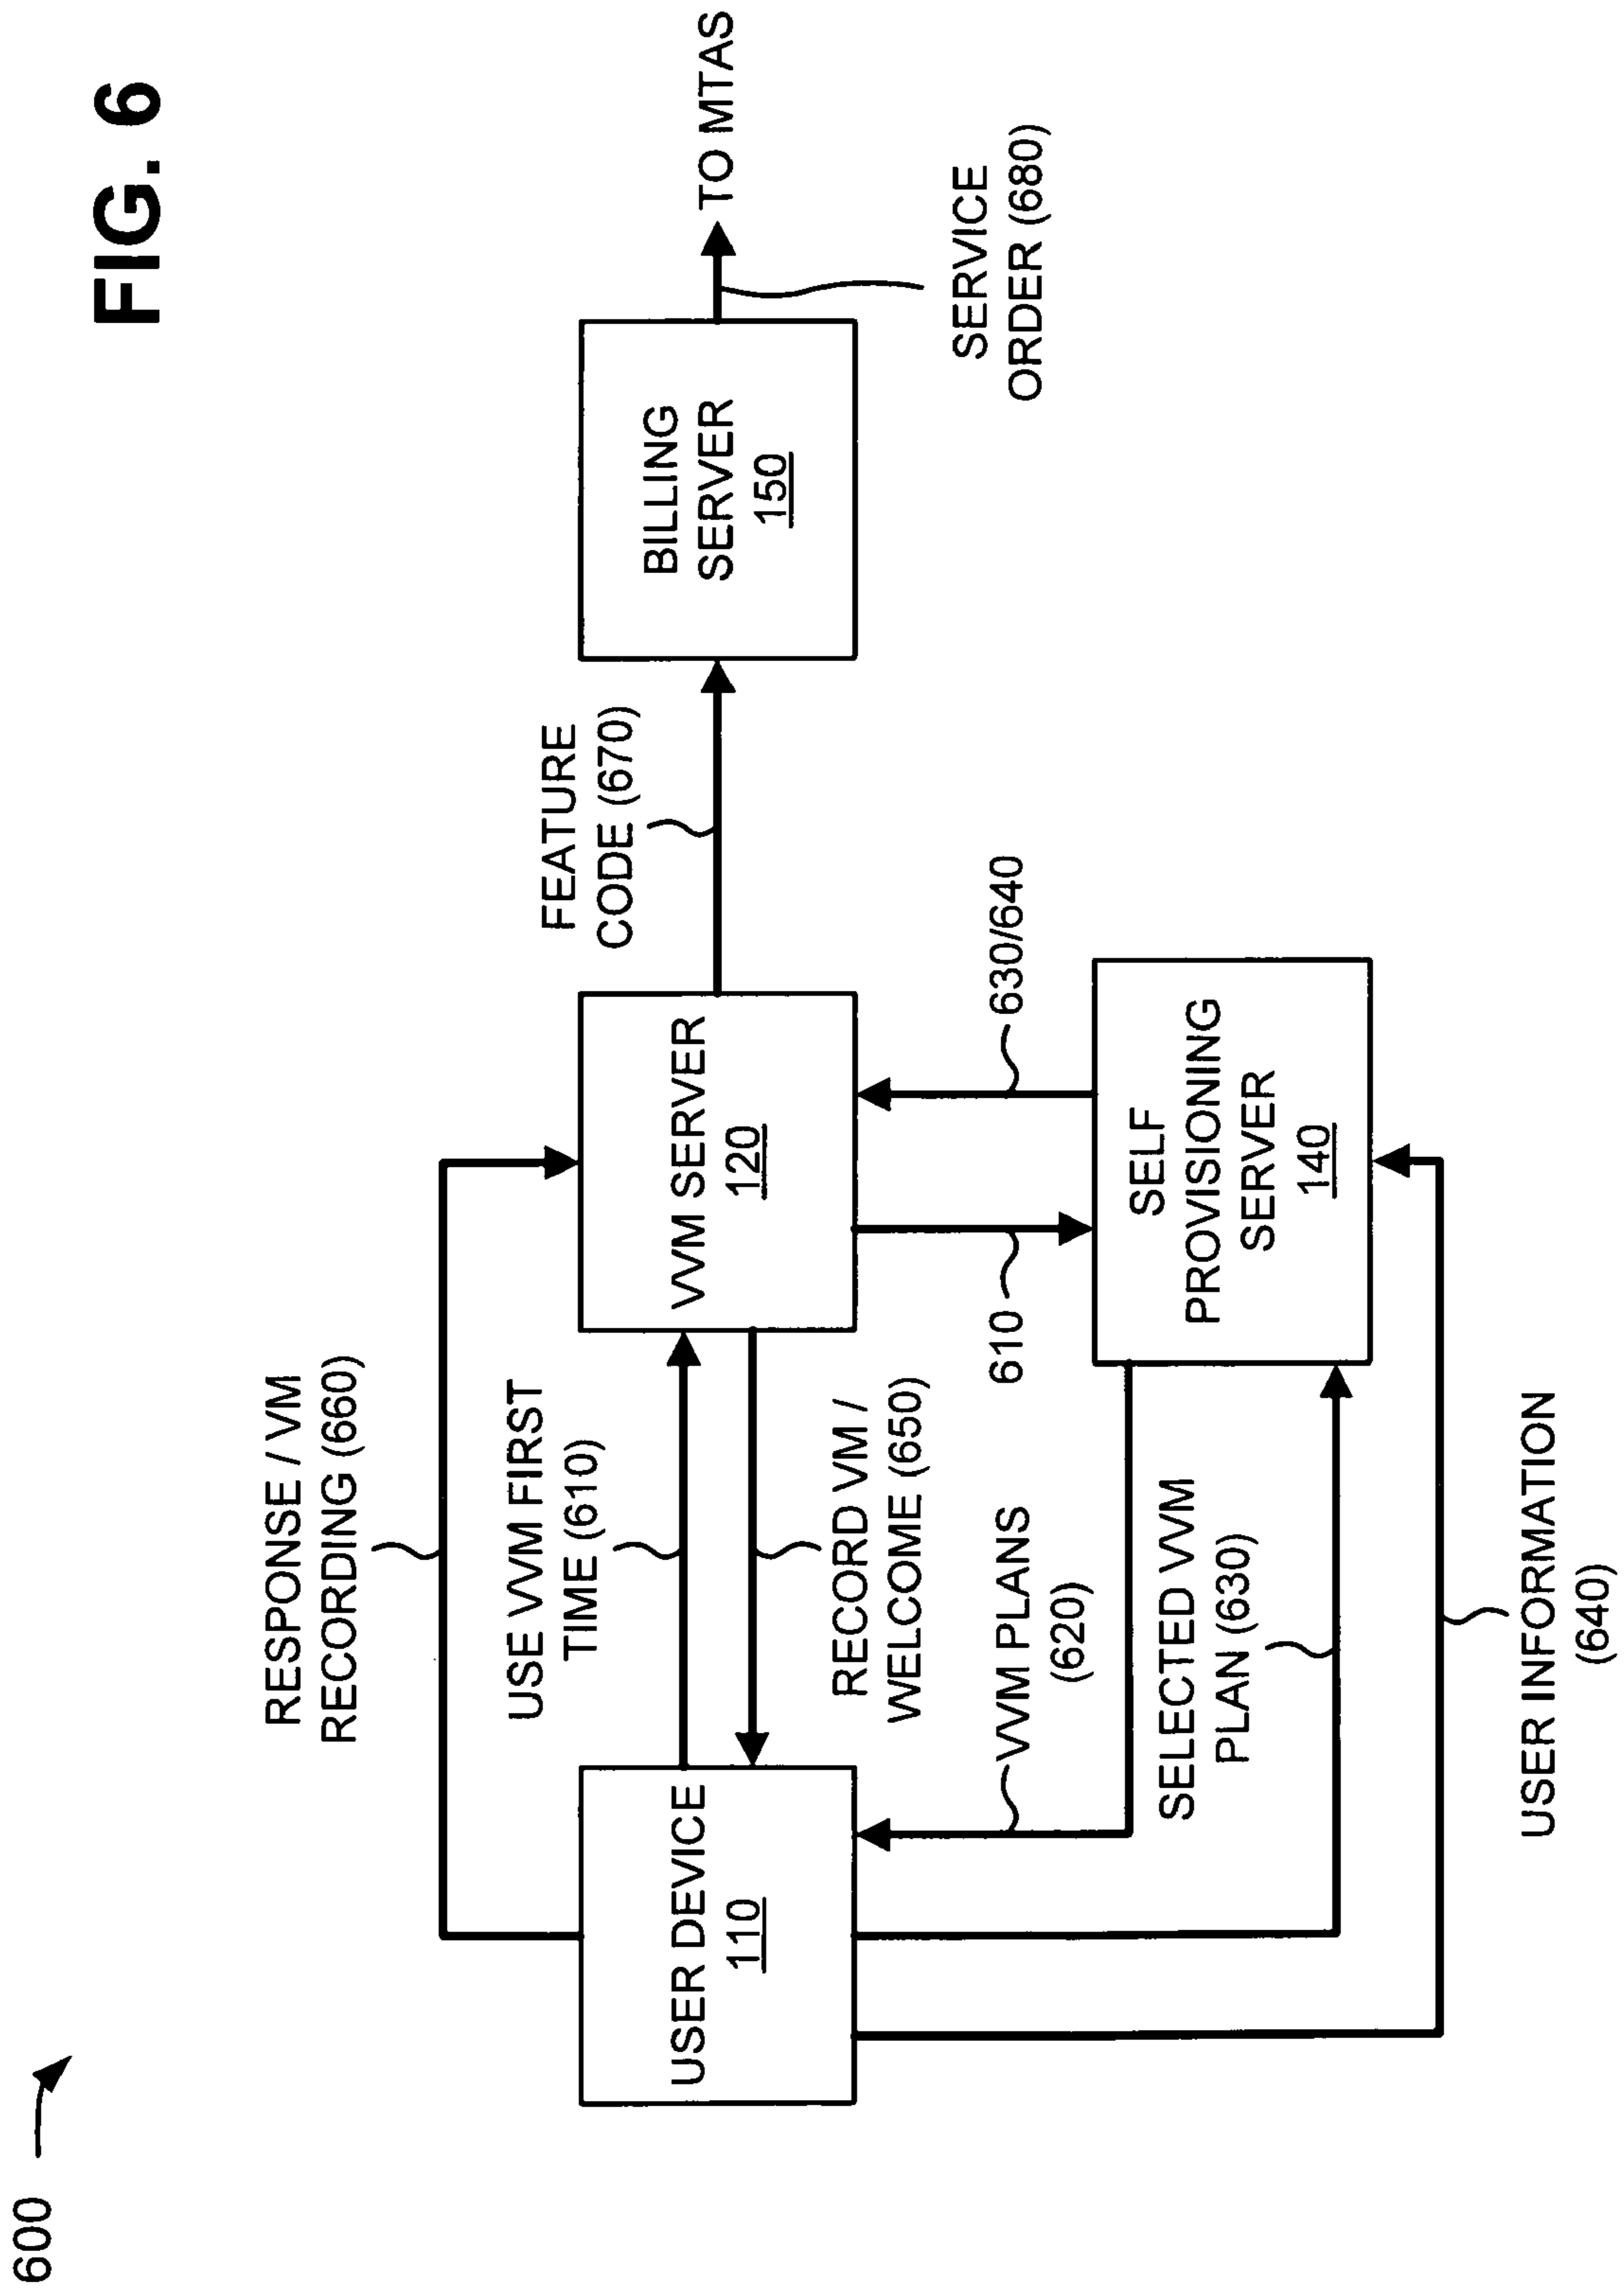 FIG. 6
600
RESPONSE / VM
RECORDING (660)
USE VVM FIRST
TIME (610)
FEATURE
CODE (670)
TO MTAS
USER DEVICE
110
VVM SERVER
120
BILLING
SERVER
150
RECORD VM /
WELCOME (650)
SERVICE
ORDER (680)
VVM PLANS
(620)
610
630/640
SELECTED VVM
PLAN (630)
SELF
PROVISIONING
SERVER
140
USER INFORMATION
(640)